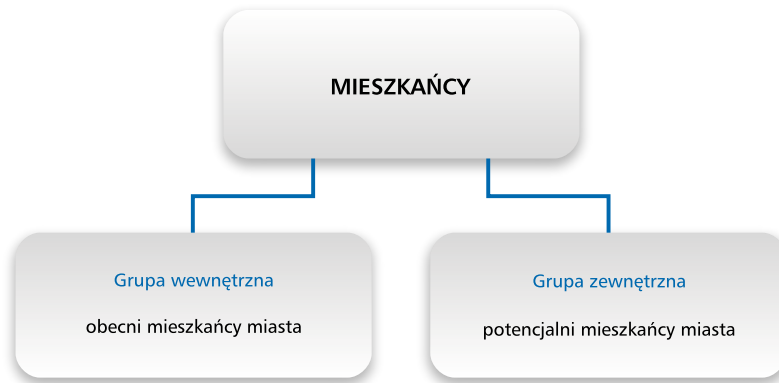 MIESZKAŃCY
Grupa wewnętrzna
obecni mieszkańcy miasta
Grupa zewnętrzna
potencjalni mieszkańcy miasta